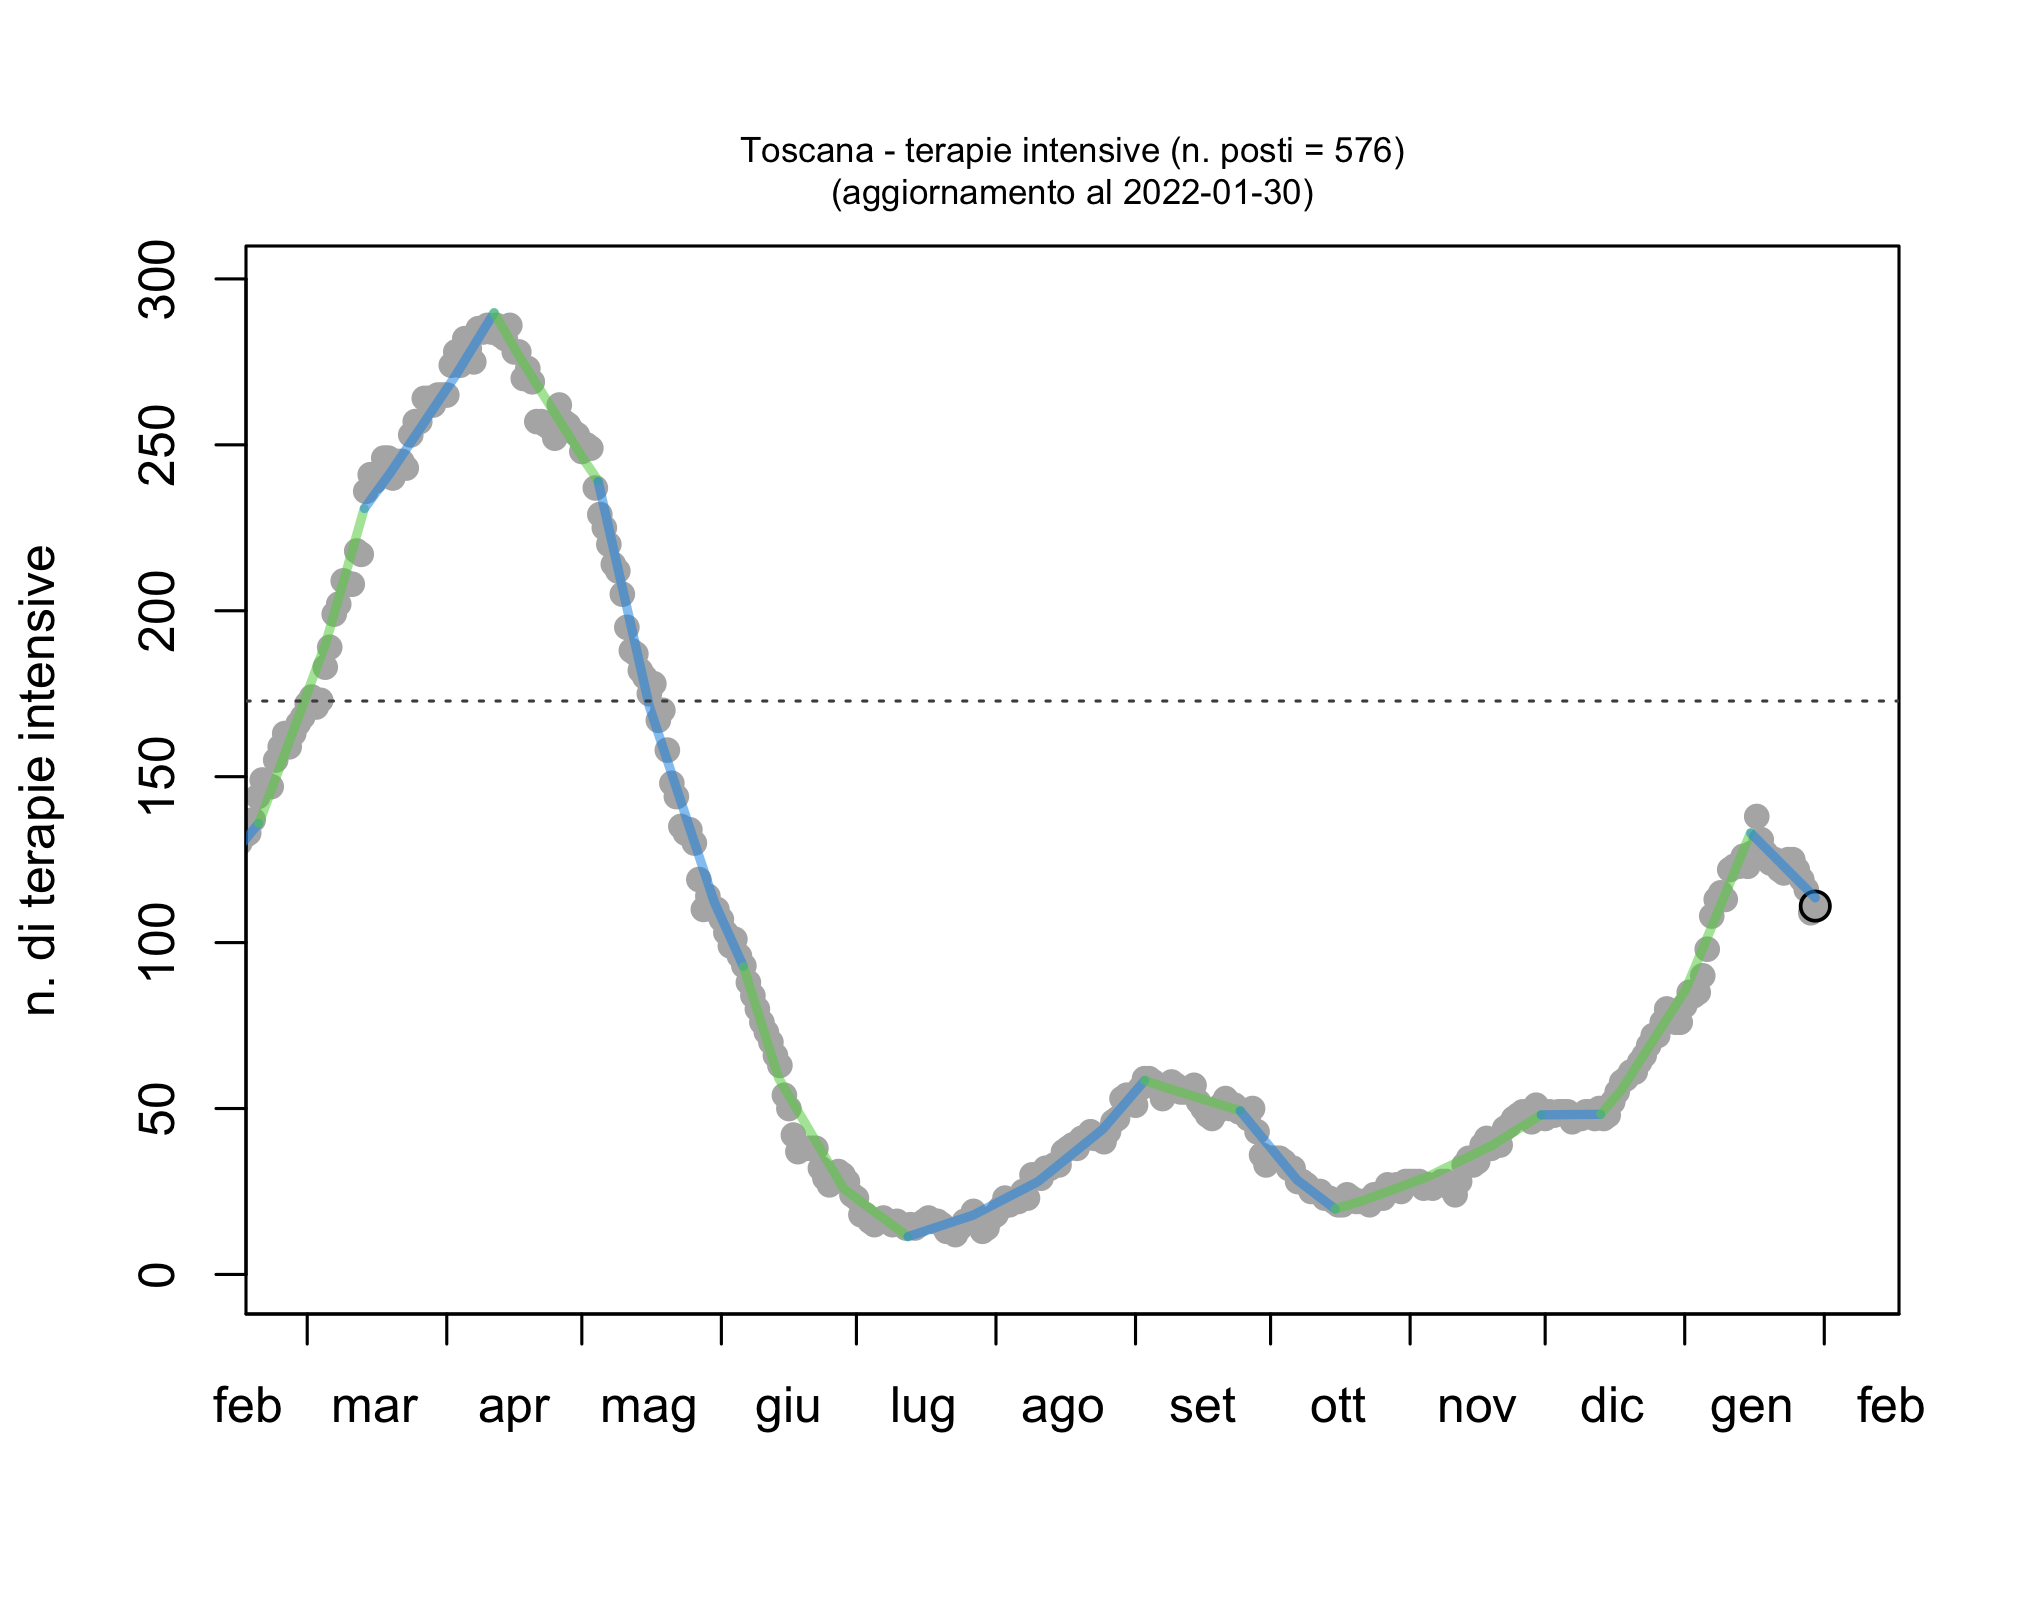 Toscana - terapie intensive (n. posti = 576)
(aggiornamento al 2022-01-30)
n. di terapie intensive
300
250
200
150
100
50
0
feb mar apr mag giu lug ago set ott nov dic gen feb